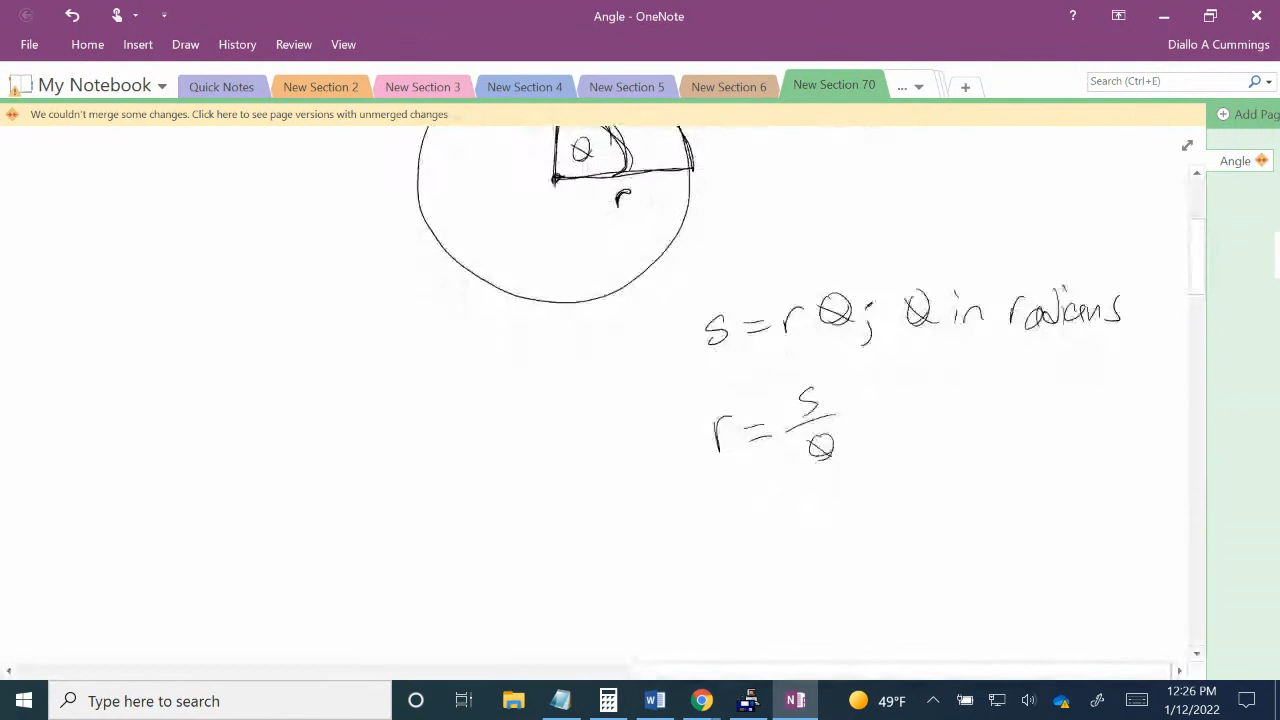 Angle - OneNote
?
File Home Insert Draw History Review View
Diallo A Cummings
My Notebook Quick Notes New Section 2 New Section 3 New Section 4 New Section 5 New Section 6 New Section 70 ... +
Search (Ctrl+E)
We couldn't merge some changes. Click here to see page versions with unmerged changes
Add Pag
Angle
θ
r
s = rθ; θ in radians
r = s/θ
Type here to search
49°F
12:26 PM
1/12/2022